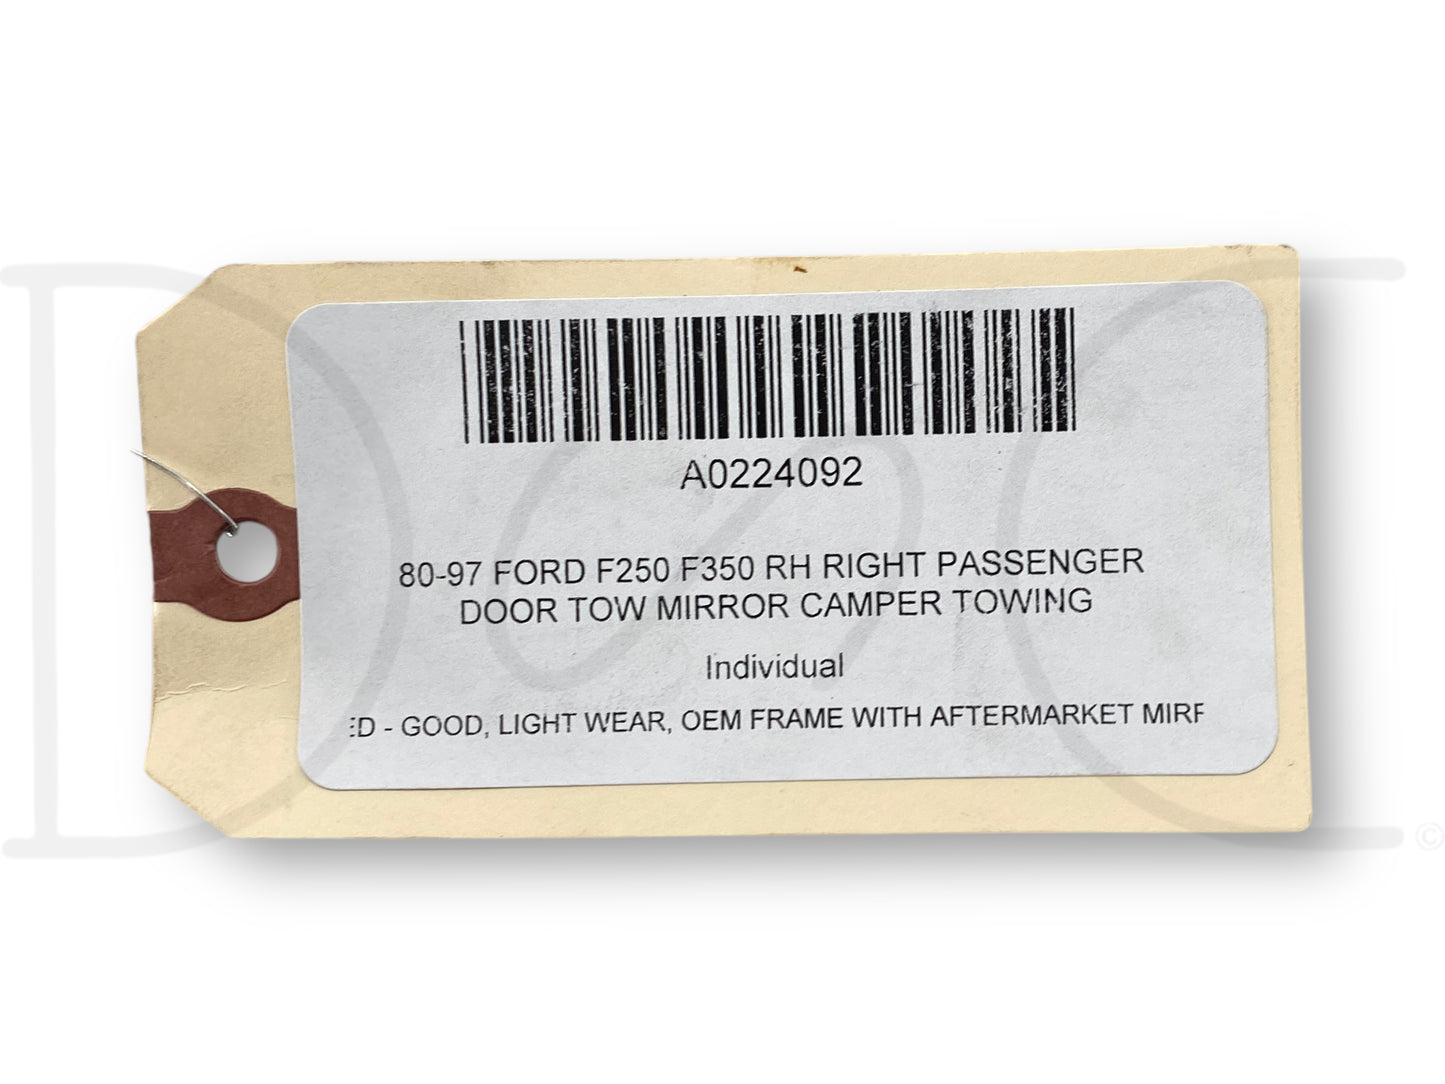 A0224092
80-97 FORD F250 F350 RH RIGHT PASSENGER
DOOR TOW MIRROR CAMPER TOWING
Individual
D - GOOD, LIGHT WEAR, OEM FRAME WITH AFTERMARKET MIR
©